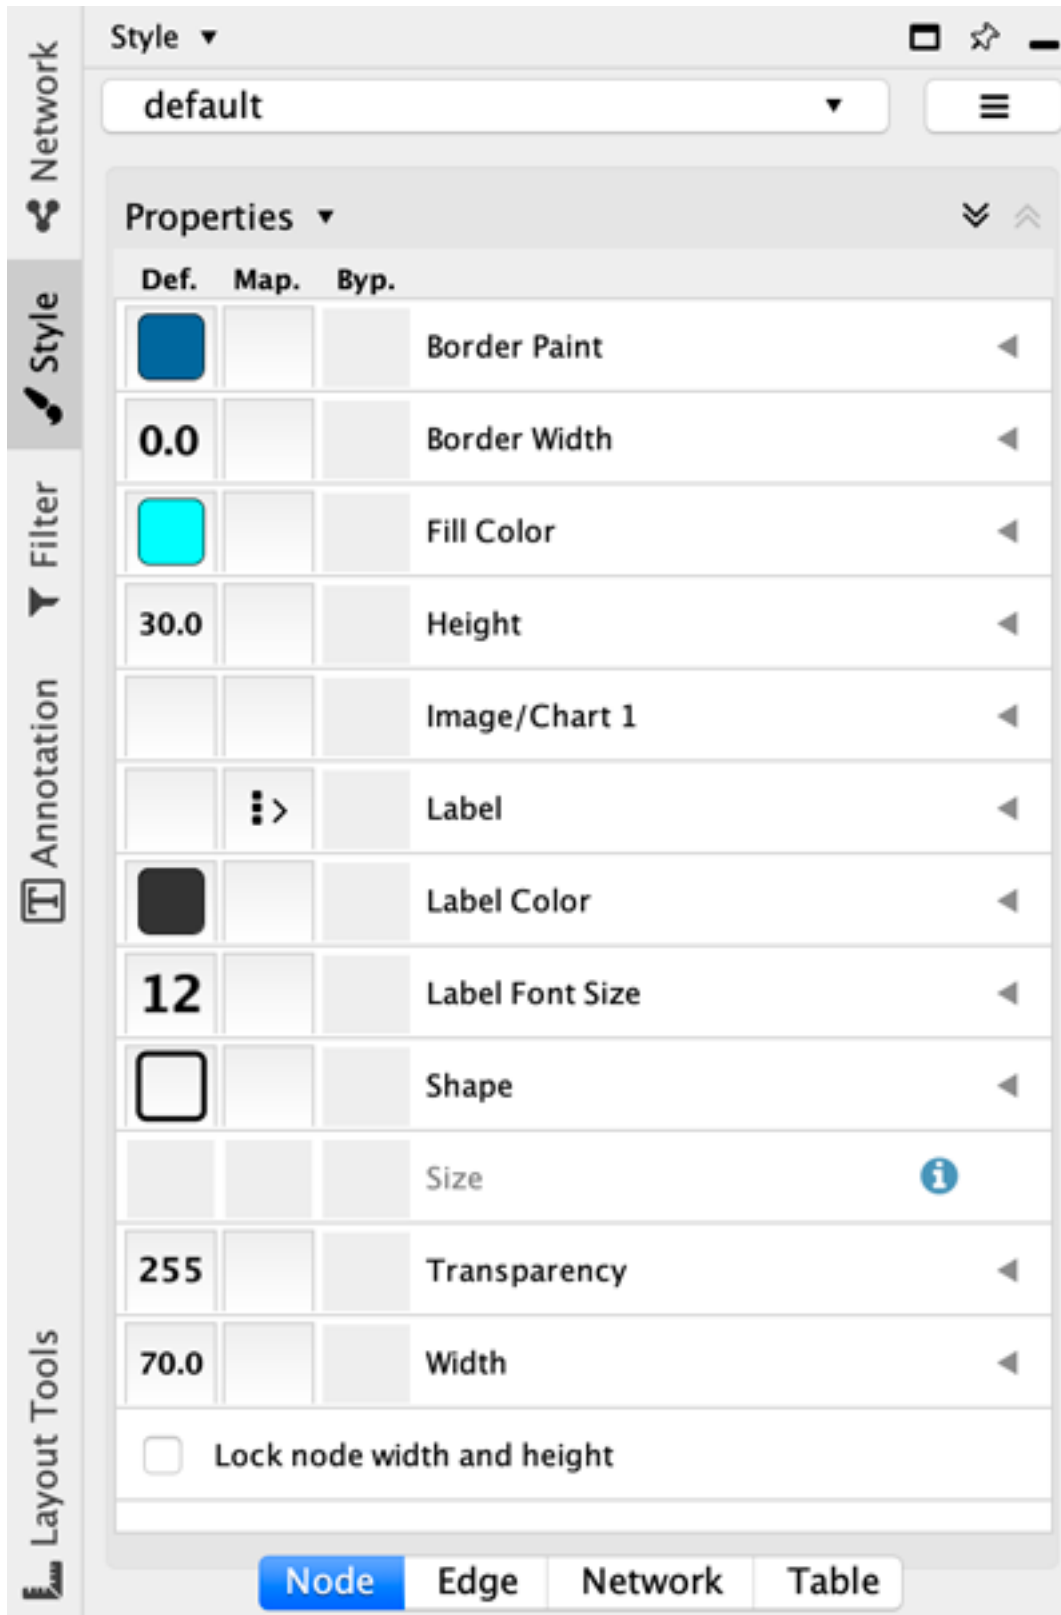 Style
default
Properties
Def. Map. Byp.
Border Paint
0.0 Border Width
Fill Color
30.0 Height
Image/Chart 1
Label
Label Color
12 Label Font Size
Shape
Size
255 Transparency
70.0 Width
Lock node width and height
Node Edge Network Table
Network
Style
Filter
T Annotation
Layout Tools